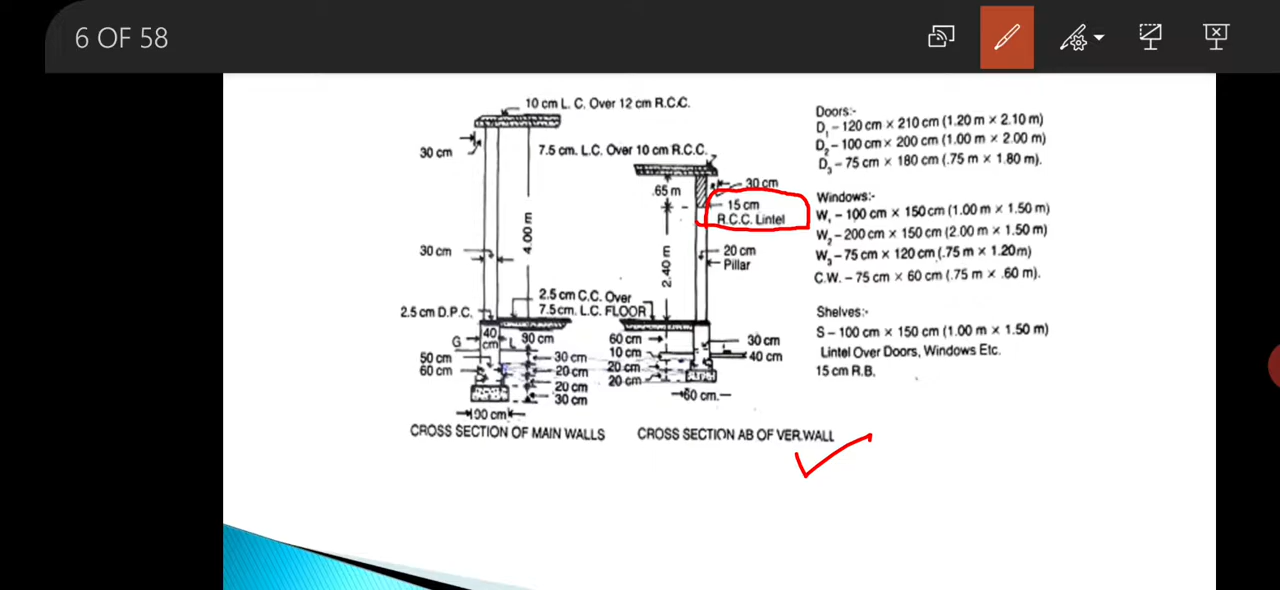 6 OF 58
10 cm L. C. Over 12 cm R.C.C.
30 cm
30 cm
4.00 m
2.5 cm D.P.C.
2.5 cm C.C. Over
7.5 cm. L.C. FLOOR
G
40
cm
L
90 cm
50 cm
60 cm
30 cm
20 cm
20 cm
30 cm
100 cm
CROSS SECTION OF MAIN WALLS
7.5 cm. L.C. Over 10 cm R.C.C.
.65 m
30 cm
15 cm
R.C.C. Lintel
2.40 m
20 cm
Pillar
60 cm
10 cm
20 cm
20 cm
30 cm
40 cm
60 cm.
CROSS SECTION AB OF VER.WALL
Doors:-
D1 – 120 cm × 210 cm (1.20 m × 2.10 m)
D2 – 100 cm × 200 cm (1.00 m × 2.00 m)
D3 – 75 cm × 180 cm (.75 m × 1.80 m).
Windows:-
W1 – 100 cm × 150 cm (1.00 m × 1.50 m)
W2 – 200 cm × 150 cm (2.00 m × 1.50 m)
W3 – 75 cm × 120 cm (.75 m × 1.20m)
C.W. – 75 cm × 60 cm (.75 m × .60 m).
Shelves:-
S – 100 cm × 150 cm (1.00 m × 1.50 m)
Lintel Over Doors, Windows Etc.
15 cm R.B.